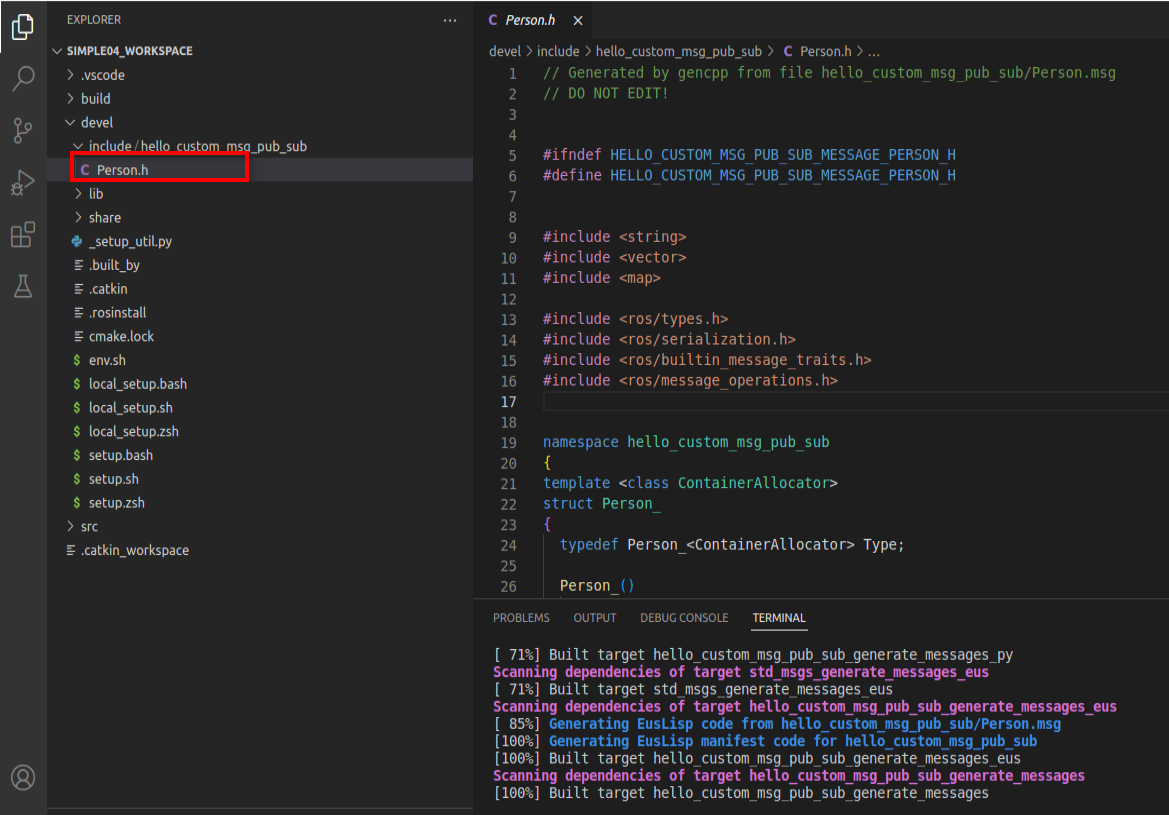 EXPLORER
···
SIMPLE04_WORKSPACE
.vscode
build
devel
include/hello_custom_msg_pub_sub
C Person.h
lib
share
_setup_util.py
.built_by
.catkin
.rosinstall
cmake.lock
$ env.sh
$ local_setup.bash
$ local_setup.sh
$ local_setup.zsh
$ setup.bash
$ setup.sh
$ setup.zsh
src
.catkin_workspace
C Person.h ×
devel > include > hello_custom_msg_pub_sub > C Person.h > ...
1 // Generated by gencpp from file hello_custom_msg_pub_sub/Person.msg
2 // DO NOT EDIT!
3
4
5 #ifndef HELLO_CUSTOM_MSG_PUB_SUB_MESSAGE_PERSON_H
6 #define HELLO_CUSTOM_MSG_PUB_SUB_MESSAGE_PERSON_H
7
8
9 #include <string>
10 #include <vector>
11 #include <map>
12
13 #include <ros/types.h>
14 #include <ros/serialization.h>
15 #include <ros/builtin_message_traits.h>
16 #include <ros/message_operations.h>
17
18
19 namespace hello_custom_msg_pub_sub
20 {
21 template <class ContainerAllocator>
22 struct Person_
23 {
24 typedef Person_<ContainerAllocator> Type;
25
26 Person_()
PROBLEMS OUTPUT DEBUG CONSOLE TERMINAL
[ 71%] Built target hello_custom_msg_pub_sub_generate_messages_py
Scanning dependencies of target std_msgs_generate_messages_eus
[ 71%] Built target std_msgs_generate_messages_eus
Scanning dependencies of target hello_custom_msg_pub_sub_generate_messages_eus
[ 85%] Generating EusLisp code from hello_custom_msg_pub_sub/Person.msg
[100%] Generating EusLisp manifest code for hello_custom_msg_pub_sub
[100%] Built target hello_custom_msg_pub_sub_generate_messages_eus
Scanning dependencies of target hello_custom_msg_pub_sub_generate_messages
[100%] Built target hello_custom_msg_pub_sub_generate_messages